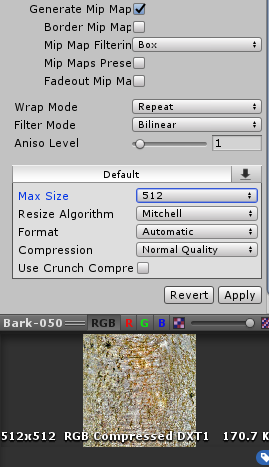 Generate Mip Map
Border Mip Map
Mip Map Filterin Box
Mip Maps Prese
Fadeout Mip Ma
Wrap Mode Repeat
Filter Mode Bilinear
Aniso Level 1
Default
Max Size 512
Resize Algorithm Mitchell
Format Automatic
Compression Normal Quality
Use Crunch Compre
Revert Apply
Bark-050 RGB R G B
512x512 RGB Compressed DXT1 170.7 K